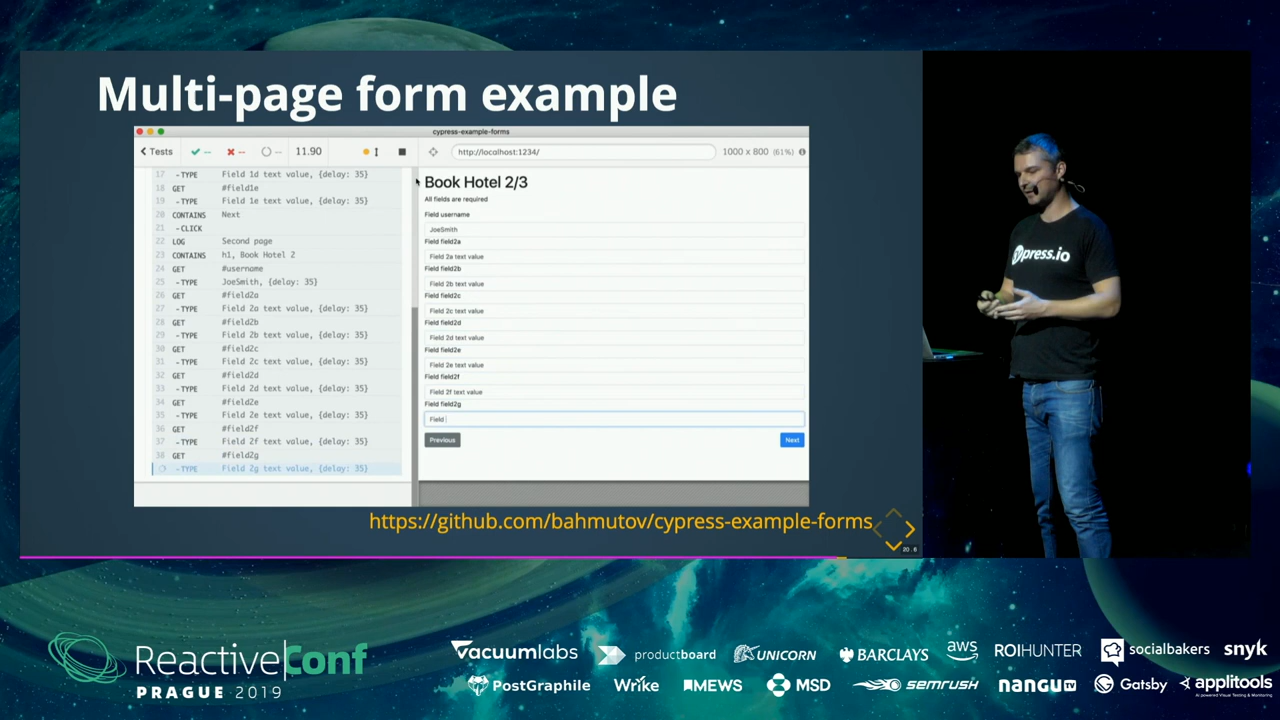 Multi-page form example
cypress-example-forms
Tests
--
--
--
11.90
http://localhost:1234/
1000 x 800 (61%)
17 -TYPE Field 1d text value, {delay: 35}
18 GET #field1e
19 -TYPE Field 1e text value, {delay: 35}
20 CONTAINS Next
21 -CLICK
22 LOG Second page
23 CONTAINS h1, Book Hotel 2
24 GET #username
25 -TYPE JoeSmith, {delay: 35}
26 GET #field2a
27 -TYPE Field 2a text value, {delay: 35}
28 GET #field2b
29 -TYPE Field 2b text value, {delay: 35}
30 GET #field2c
31 -TYPE Field 2c text value, {delay: 35}
32 GET #field2d
33 -TYPE Field 2d text value, {delay: 35}
34 GET #field2e
35 -TYPE Field 2e text value, {delay: 35}
36 GET #field2f
37 -TYPE Field 2f text value, {delay: 35}
38 GET #field2g
-TYPE Field 2g text value, {delay: 35}
Book Hotel 2/3
All fields are required
Field username
JoeSmith
Field field2a
Field 2a text value
Field field2b
Field 2b text value
Field field2c
Field 2c text value
Field field2d
Field 2d text value
Field field2e
Field 2e text value
Field field2f
Field 2f text value
Field field2g
Field
Previous
Next
https://github.com/bahmutov/cypress-example-forms
20.6
press.io
ReactiveConf
PRAGUE 2019
vacuumlabs
productboard
UNICORN
BARCLAYS
aws
ROIHUNTER
socialbakers
snyk
PostGraphile
Wrike
MEWS
MSD
SEMRUSH
nangu TV
Gatsby
applitools
AI powered Visual Testing & Monitoring